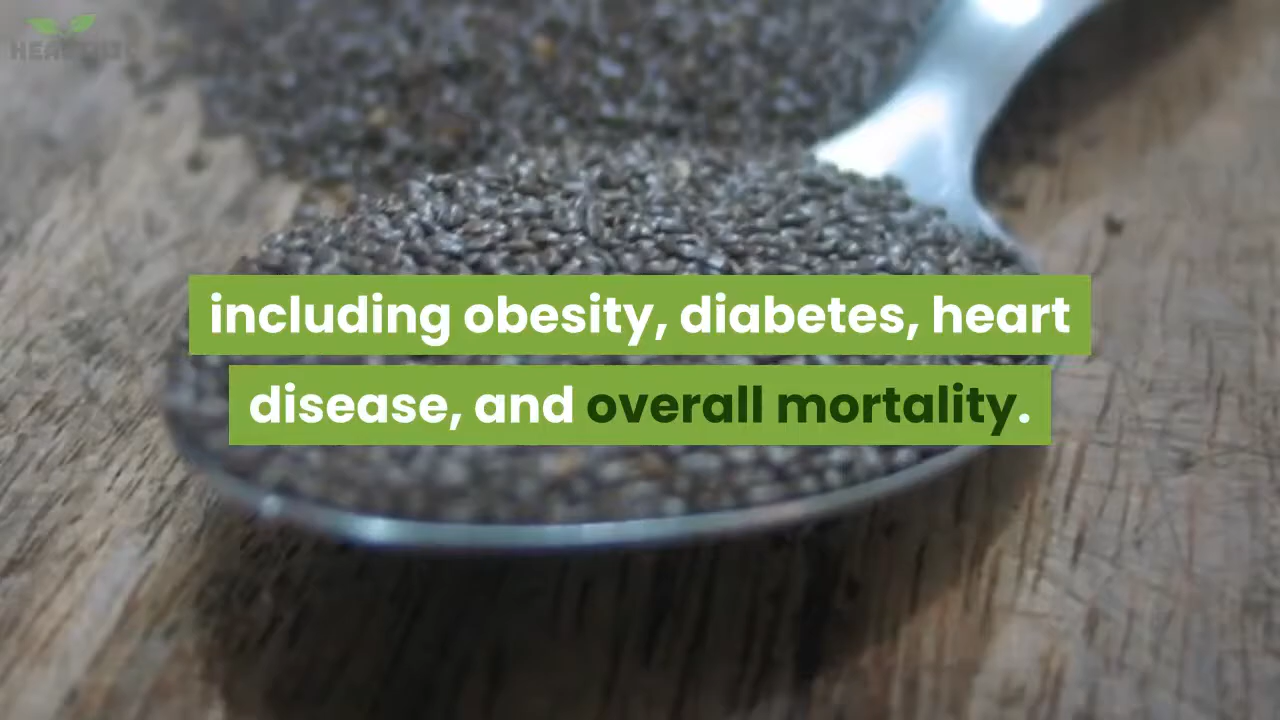 including obesity, diabetes, heart
disease, and overall mortality.